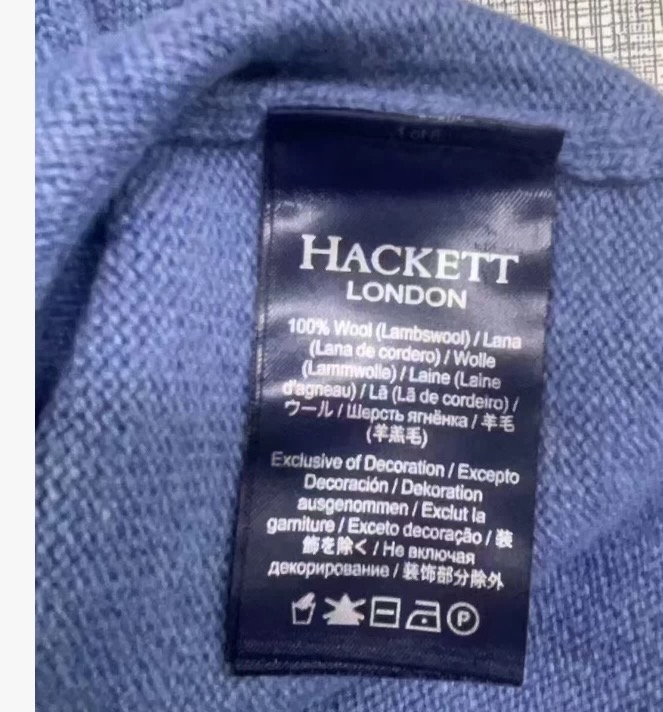 HACKETT
LONDON
100% Wool (Lambswool) / Lana
(Lana de cordero) / Wolle
(Lammwolle) / Laine (Laine
d'agneau) / Lã (Lã de cordeiro) /
ウール / Шерсть ягнёнка / 羊毛
(羊羔毛)
Exclusive of Decoration / Excepto
Decoración / Dekoration
ausgenommen / Exclut la
garniture / Exceto decoração / 装
飾を除く / Не включая
декорирование / 装饰部分除外
P